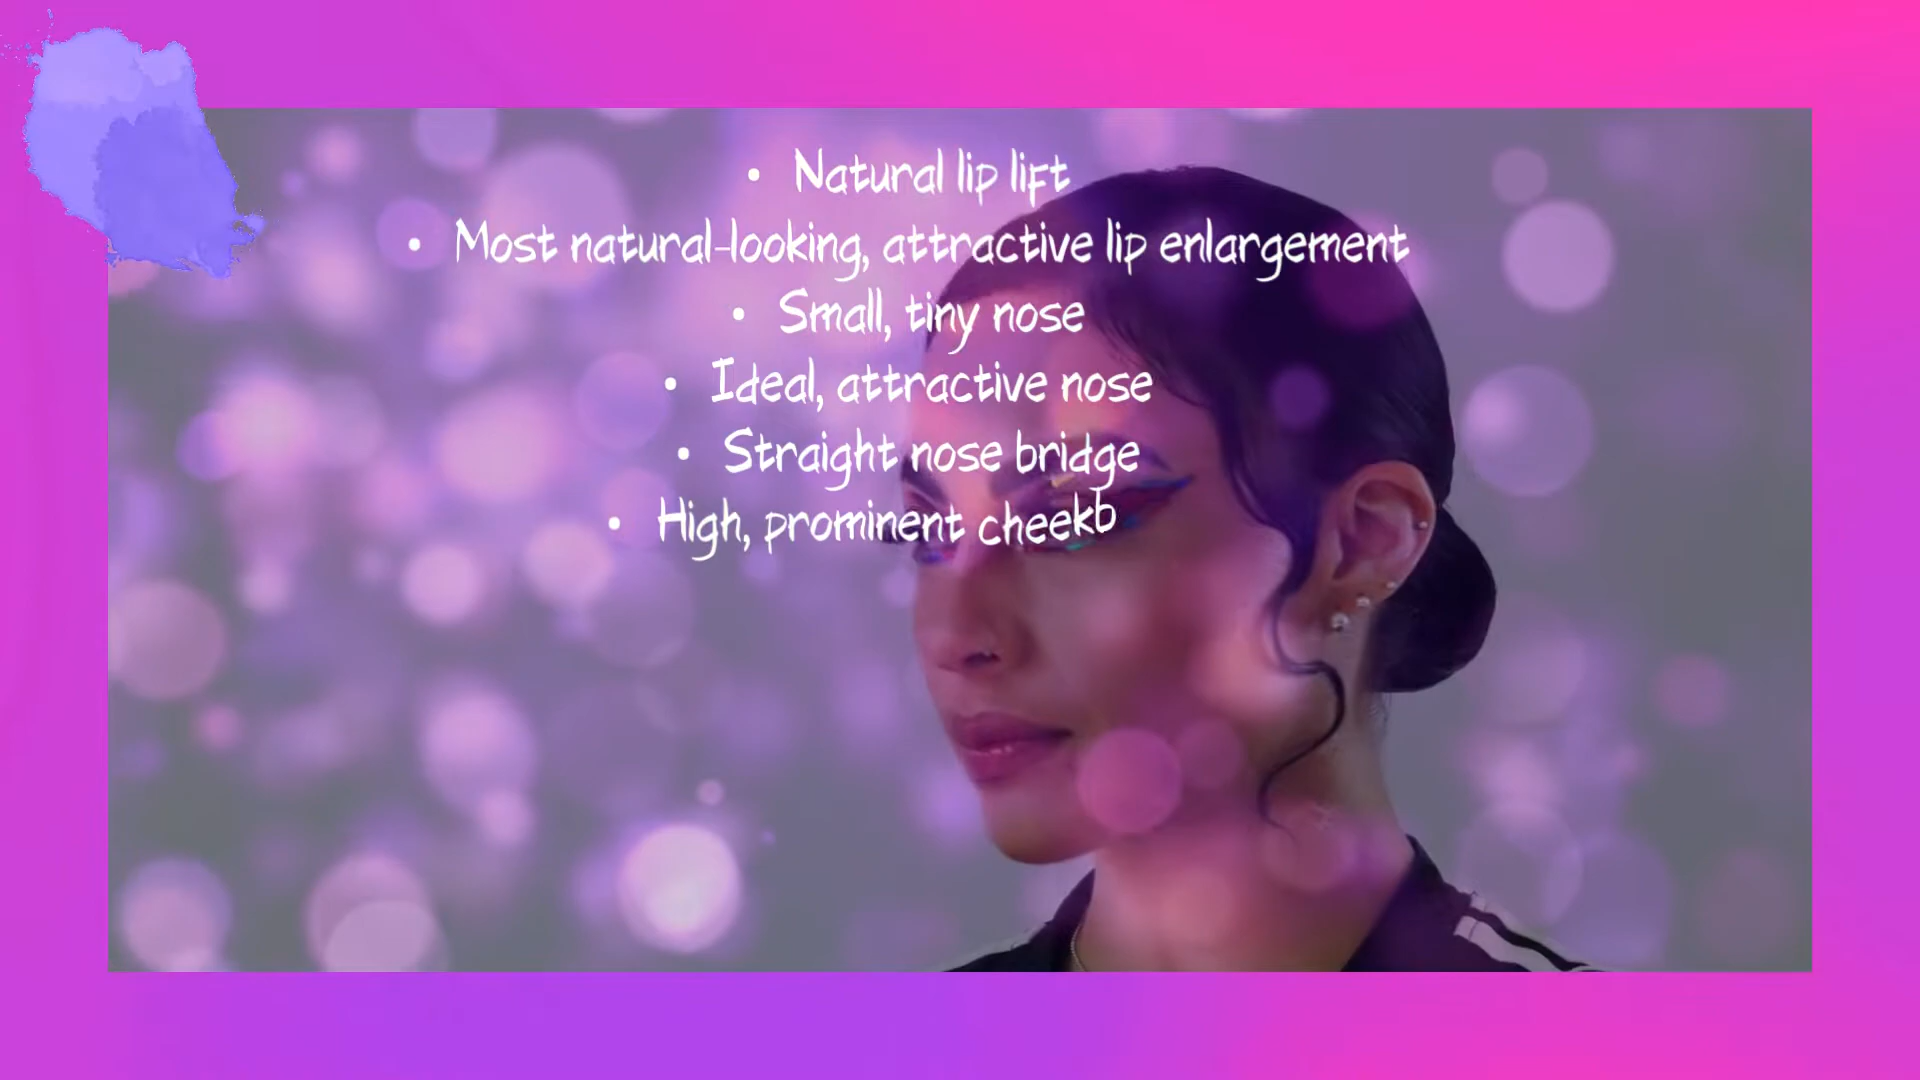 • Natural lip lift
• Most natural-looking, attractive lip enlargement
• Small, tiny nose
• Ideal, attractive nose
• Straight nose bridge
• High, prominent cheekb